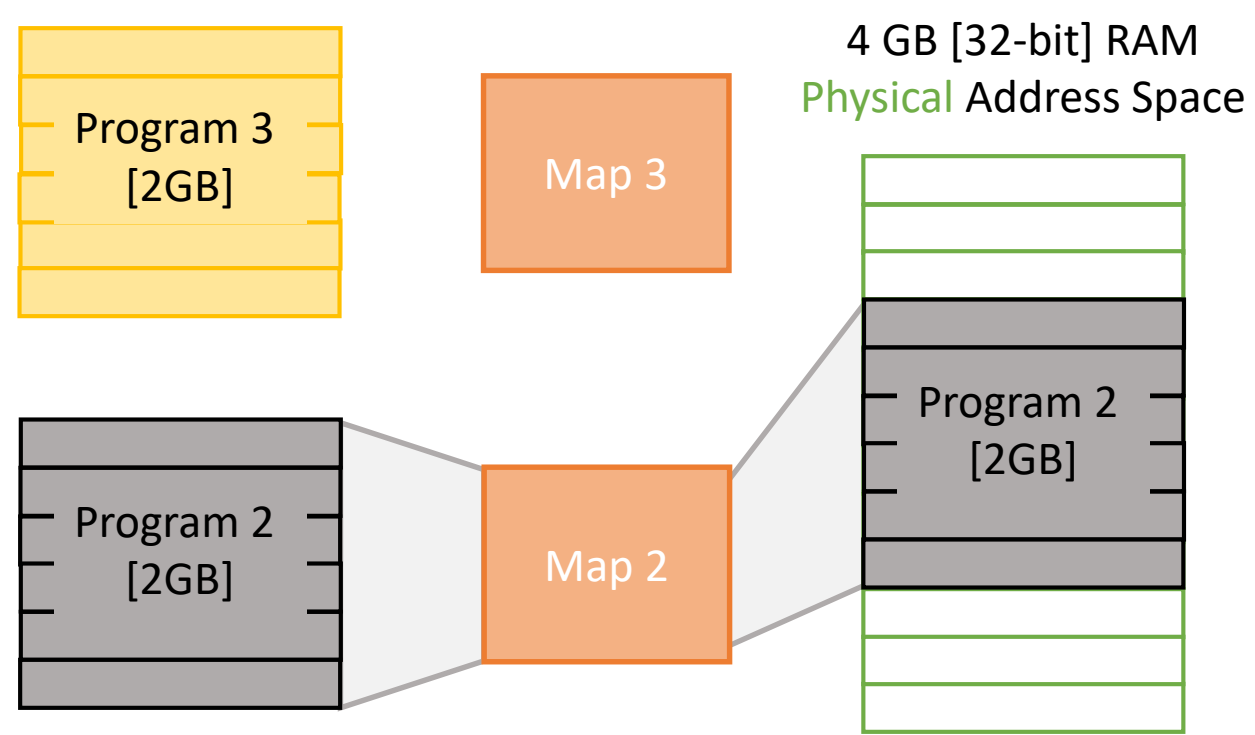 4 GB [32-bit] RAM
Physical Address Space
Program 3
[2GB]
Map 3
Program 2
[2GB]
Program 2
[2GB]
Map 2